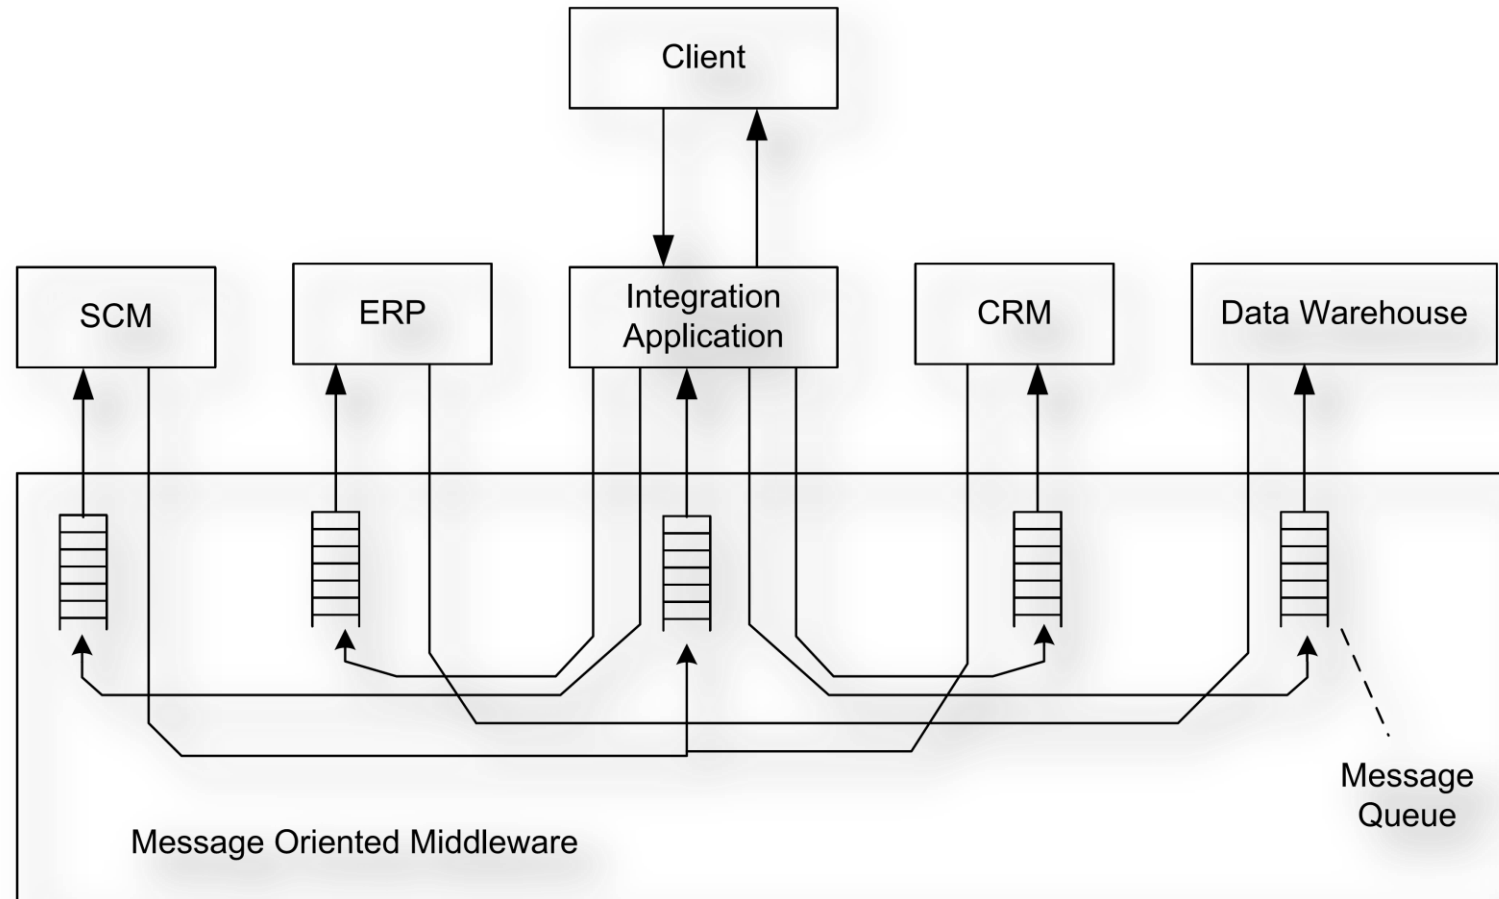 Client
SCM
ERP
Integration
Application
CRM
Data Warehouse
Message
Queue
Message Oriented Middleware